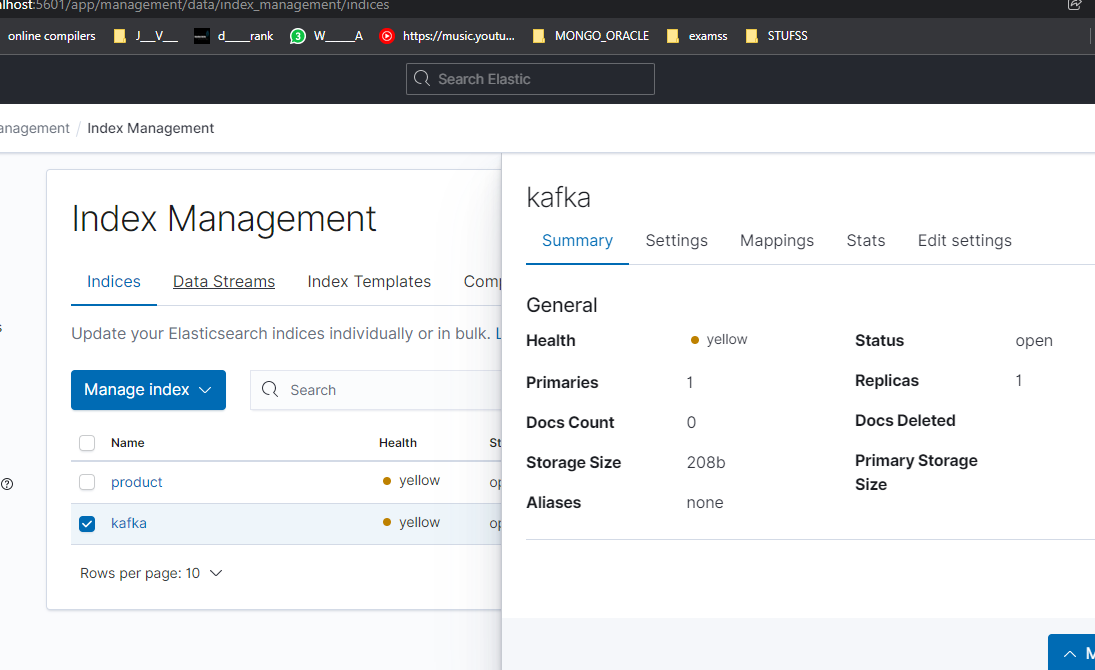 lhost:5601/app/management/data/index_management/indices
online compilers J__V__ d___rank 3 W____A https://music.youtu... MONGO_ORACLE examss STUFSS
Search Elastic
anagement / Index Management
Index Management
Indices Data Streams Index Templates Comp
Update your Elasticsearch indices individually or in bulk. L
Manage index Search
Name Health St
product yellow op
kafka yellow op
Rows per page: 10
kafka
Summary Settings Mappings Stats Edit settings
General
Health yellow Status open
Primaries 1 Replicas 1
Docs Count 0 Docs Deleted
Storage Size 208b Primary Storage
Size
Aliases none
M